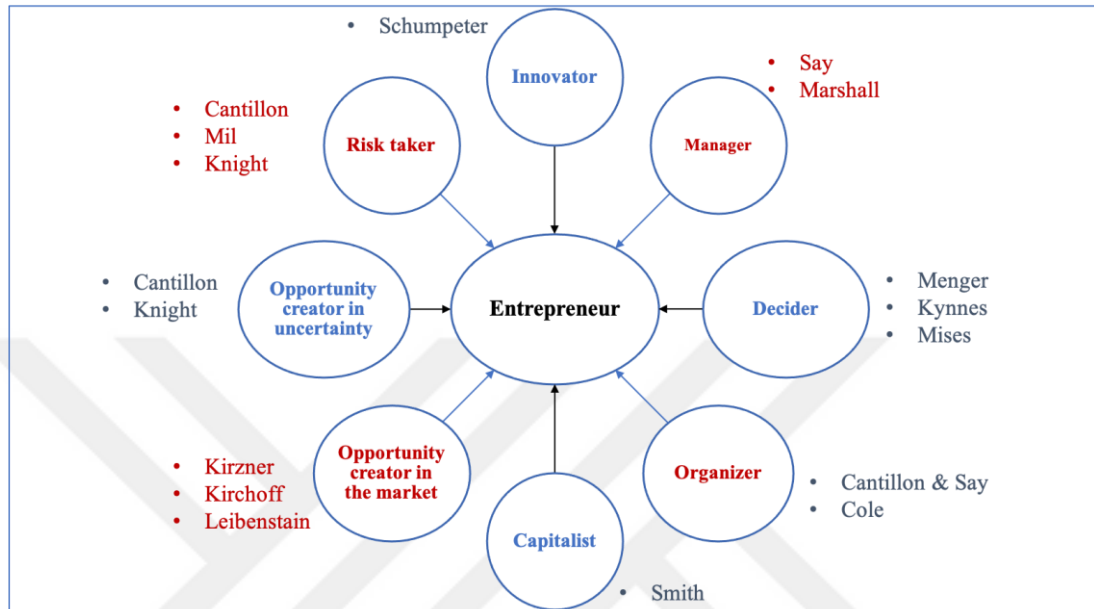 • Schumpeter
Innovator
• Say
• Marshall
Manager
• Cantillon
• Mil
• Knight
Risk taker
• Cantillon
• Knight
Opportunity
creator in
uncertainty
Entrepreneur
Decider
• Menger
• Kynnes
• Mises
• Kirzner
• Kirchoff
• Leibenstain
Opportunity
creator in
the market
Capitalist
• Smith
Organizer
• Cantillon & Say
• Cole